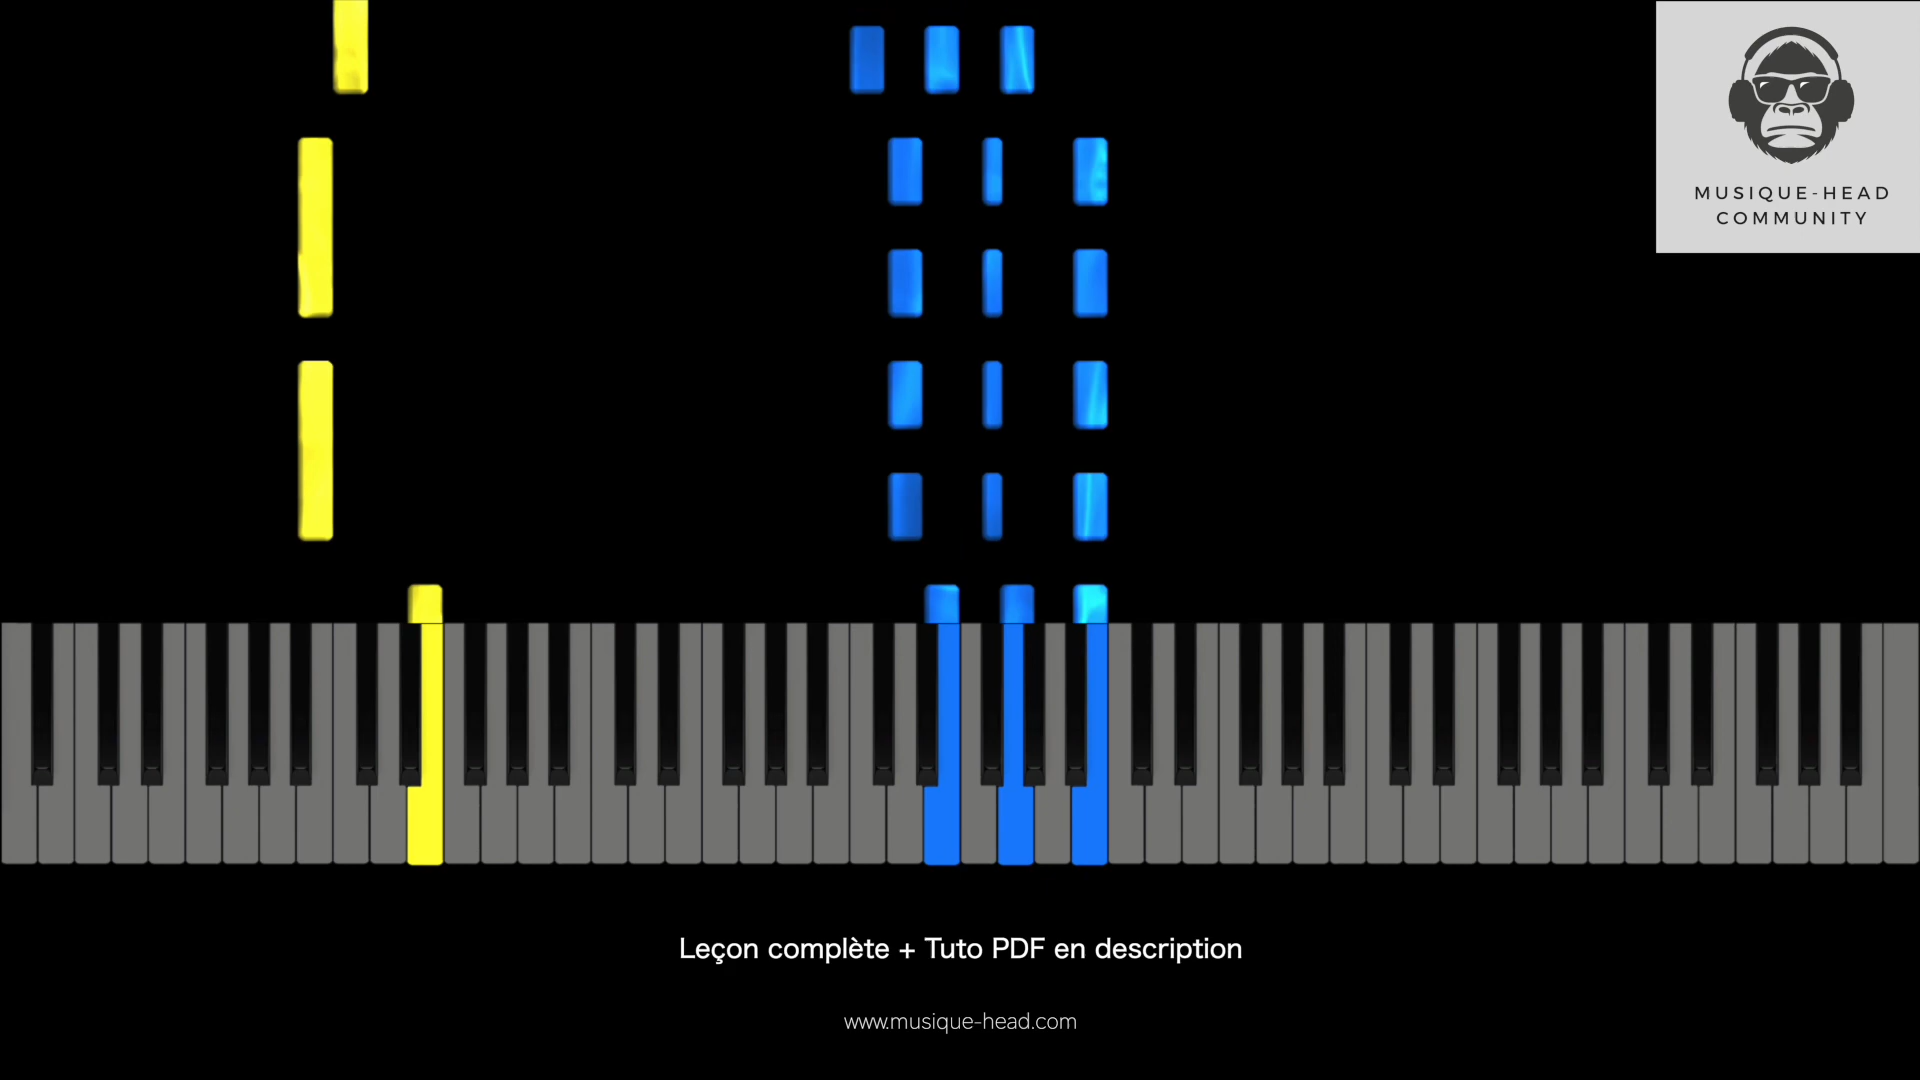 MUSIQUE-HEAD
COMMUNITY
Leçon complète + Tuto PDF en description
www.musique-head.com